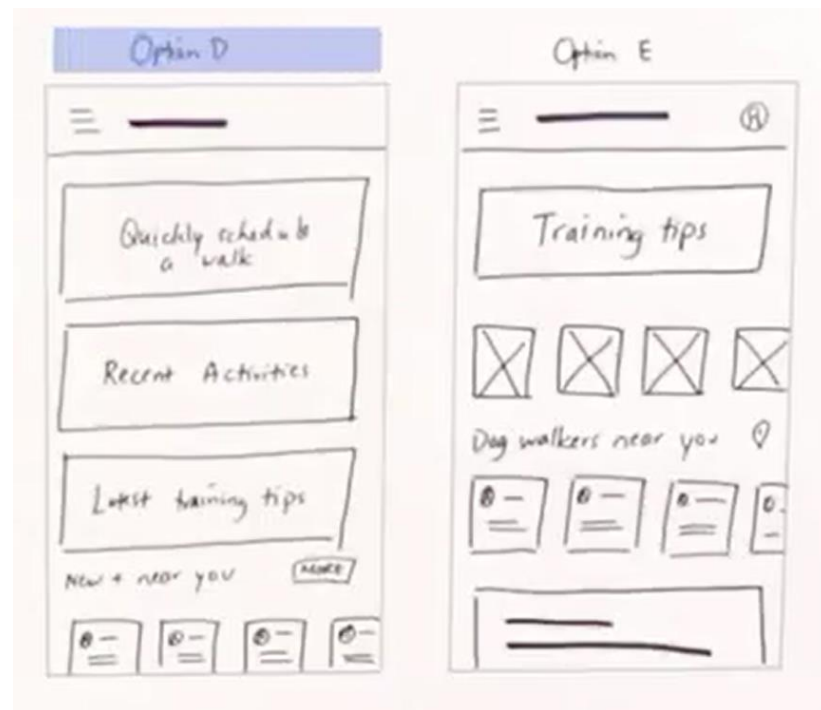 Option D
Quickly schedule
a walk
Recent Activities
Latest training tips
New + near you
MORE
Option E
Training tips
Dog walkers near you